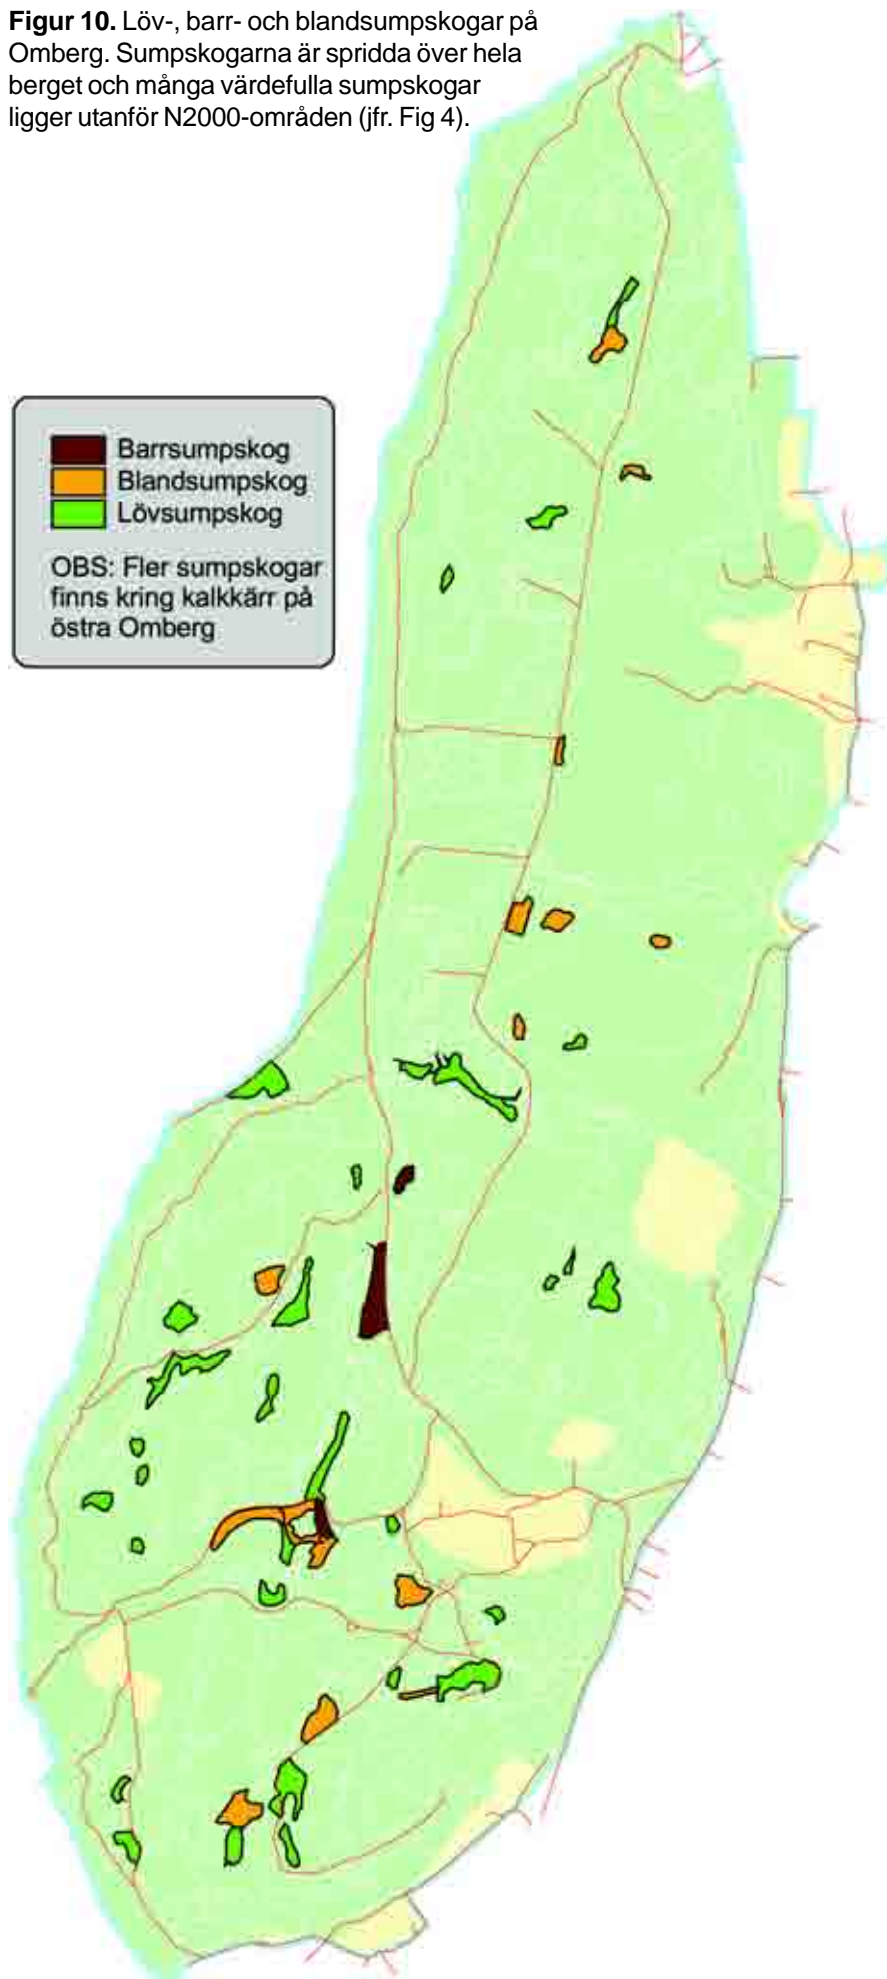 Figur 10. Löv-, barr- och blandsumpskogar på
Omberg. Sumpskogarna är spridda över hela
berget och många värdefulla sumpskogar
ligger utanför N2000-områden (jfr. Fig 4).
Barrsumpskog
Blandsumpskog
Lövsumpskog
OBS: Fler sumpskogar
finns kring kalkkärr på
östra Omberg